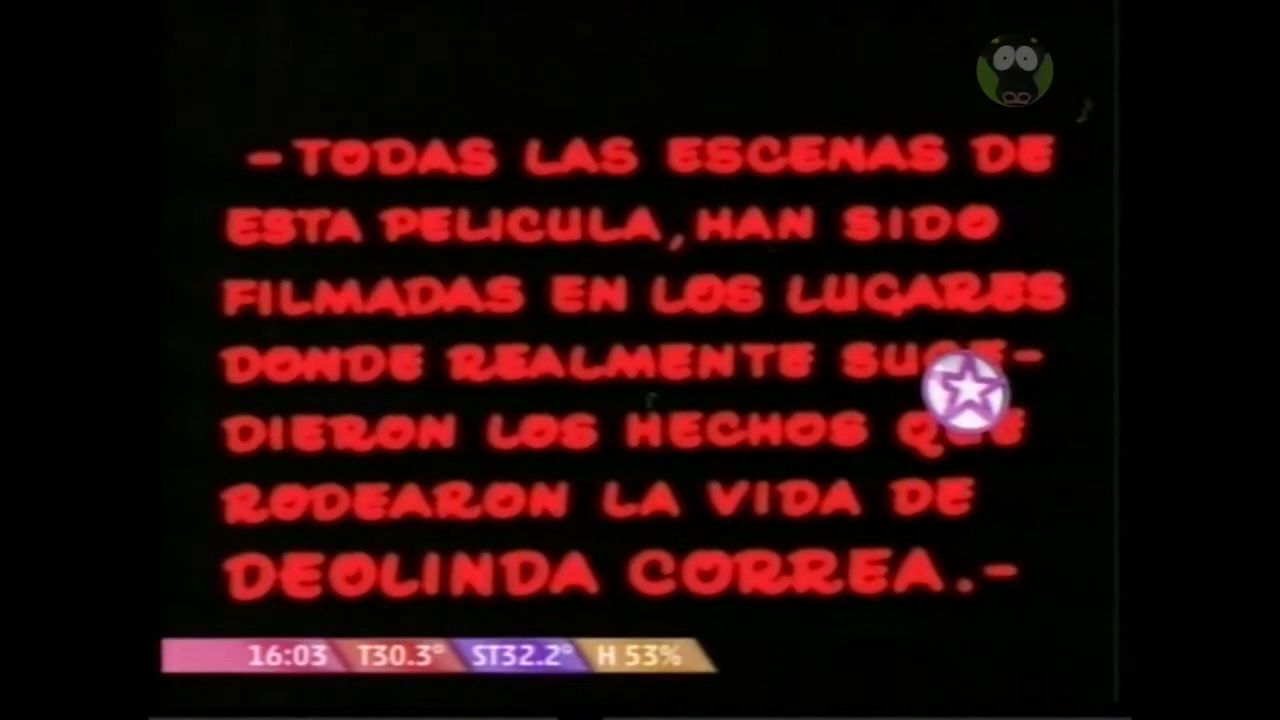 -TODAS LAS ESCENAS DE
ESTA PELICULA, HAN SIDO
FILMADAS EN LOS LUGARES
DONDE REALMENTE SUCE-
DIERON LOS HECHOS QUE
RODEARON LA VIDA DE
DEOLINDA CORREA.-
16:03 T30.3° ST32.2° H 53%